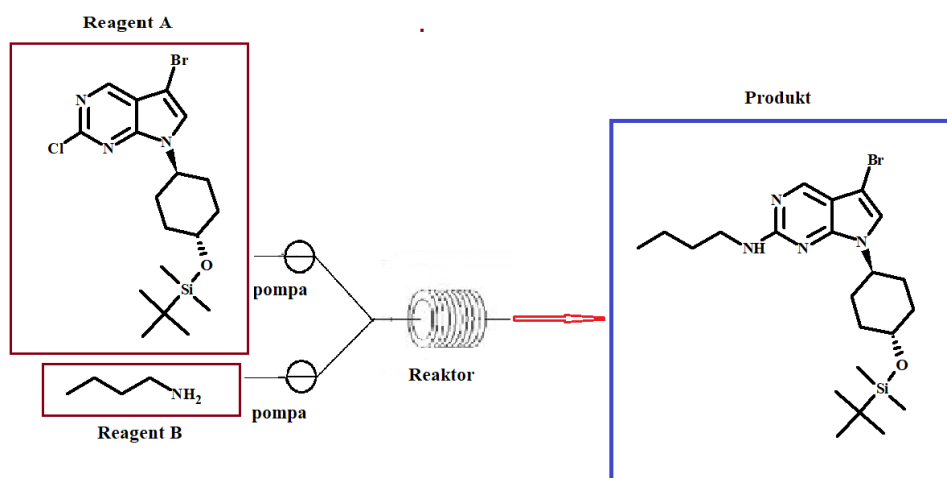 Reagent A
Br
N
Cl
N
N
O
Si
pompa
NH2
pompa
Reagent B
Reaktor
Produkt
Br
N
NH
N
N
O
Si